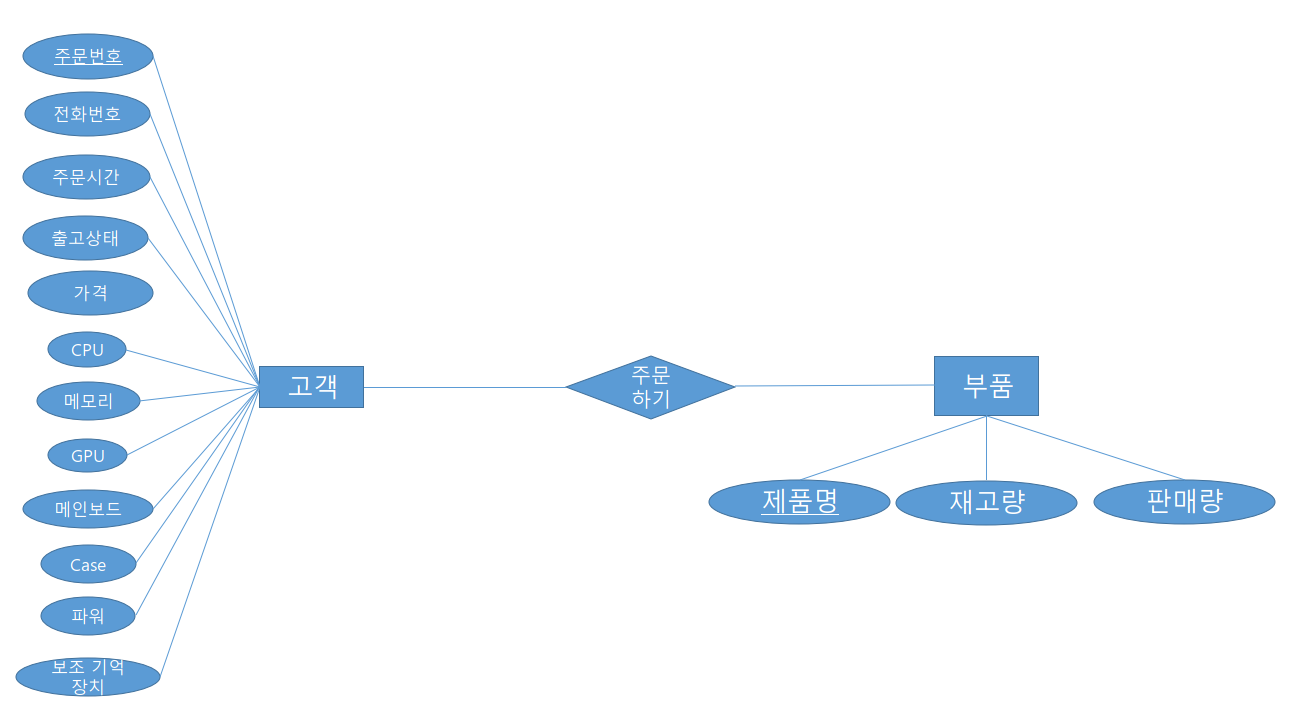 주문번호
전화번호
주문시간
출고상태
가격
CPU
메모리
GPU
메인보드
Case
파워
보조 기억
장치
고객
주문
하기
부품
제품명
재고량
판매량